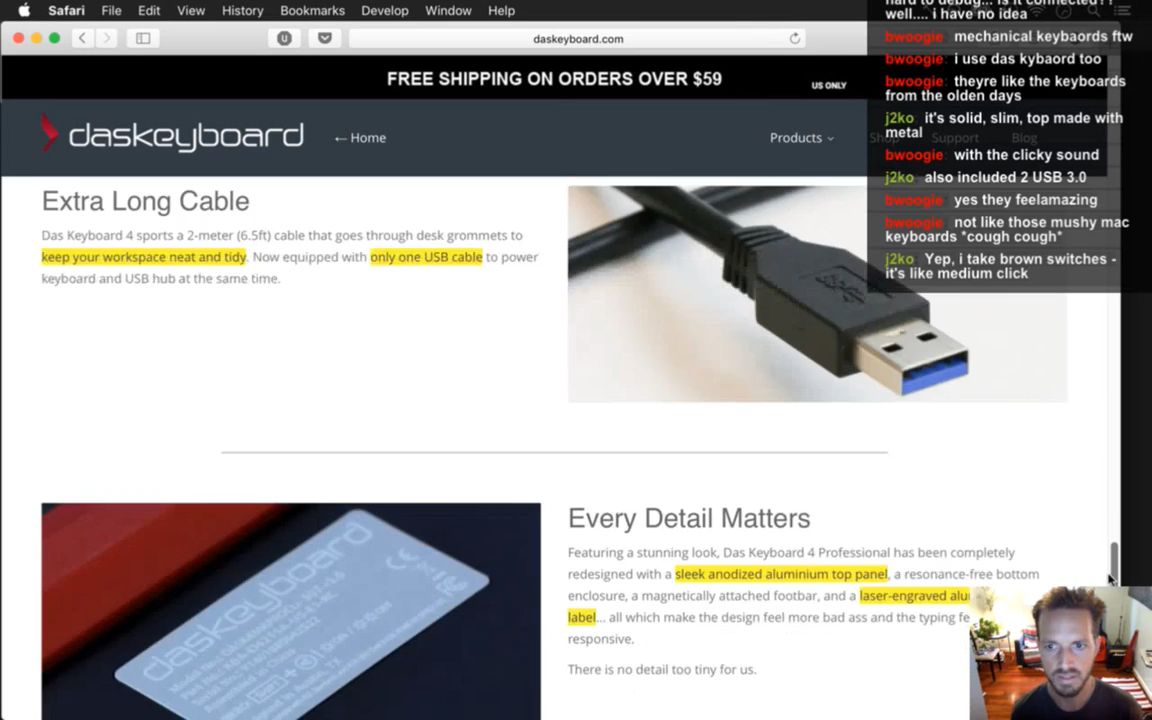 Safari File Edit View History Bookmarks Develop Window Help
daskeyboard.com
FREE SHIPPING ON ORDERS OVER $59 US ONLY
daskeyboard ← Home Products Shop Support Blog
Extra Long Cable
Das Keyboard 4 sports a 2-meter (6.5ft) cable that goes through desk grommets to
keep your workspace neat and tidy. Now equipped with only one USB cable to power
keyboard and USB hub at the same time.
Every Detail Matters
Featuring a stunning look, Das Keyboard 4 Professional has been completely
redesigned with a sleek anodized aluminium top panel, a resonance-free bottom
enclosure, a magnetically attached footbar, and a laser-engraved alu
label... all which make the design feel more bad ass and the typing fe
responsive.
There is no detail too tiny for us.
daskeyboard
well.... i have no idea
bwoogie: mechanical keybaords ftw
bwoogie: i use das kybaord too
bwoogie: theyre like the keyboards
from the olden days
j2ko it's solid, slim, top made with
metal
bwoogie: with the clicky sound
j2ko also included 2 USB 3.0
bwoogie: yes they feelamazing
bwoogie: not like those mushy mac
keyboards *cough cough*
j2ko Yep, i take brown switches -
it's like medium click